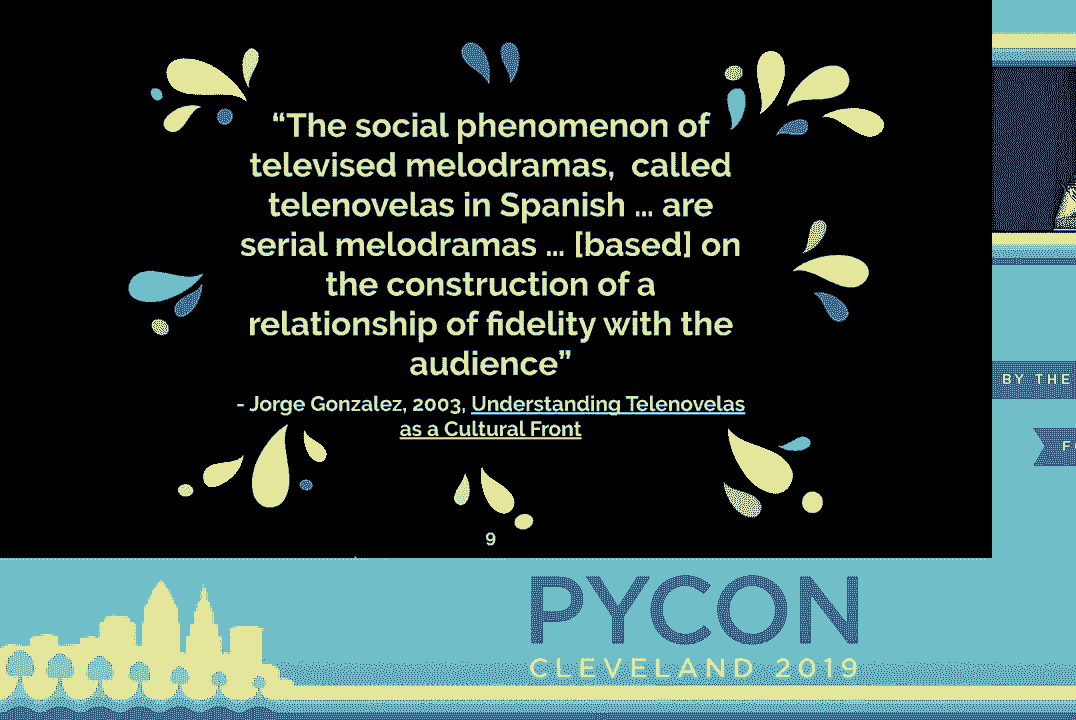 “The social phenomenon of
televised melodramas,  called
telenovelas in Spanish ... are
serial melodramas ... [based] on
the construction of a
relationship of fidelity with the
audience”
- Jorge Gonzalez, 2003, Understanding Telenovelas
as a Cultural Front
9
BY THE
PYCON
CLEVELAND 2019